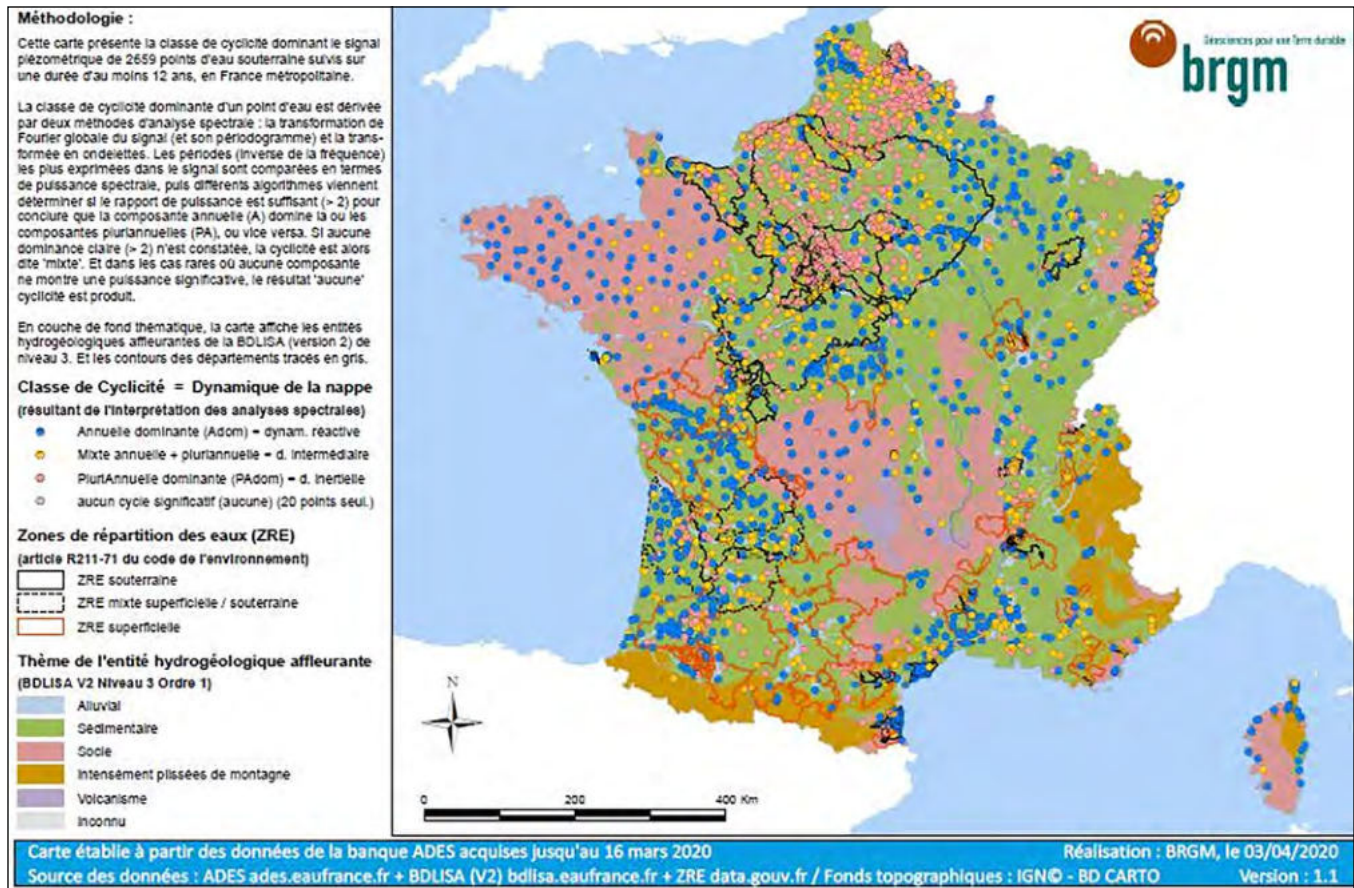 Méthodologie :
Cette carte présente la classe de cyclicité dominant le signal
piézométrique de 2659 points d'eau souterraine suivis sur
une durée d'au moins 12 ans, en France métropolitaine.
La classe de cyclicité dominante d'un point d'eau est dérivée
par deux méthodes d'analyse spectrale : la transformation de
Fourier globale du signal (et son périodogramme) et la trans-
formée en ondelettes. Les périodes (inverse de la fréquence)
les plus exprimées dans le signal sont comparées en termes
de puissance spectrale, puis différents algorithmes viennent
déterminer si le rapport de puissance est suffisant (> 2) pour
conclure que la composante annuelle (A) domine la ou les
composantes pluriannuelles (PA), ou vice versa. Si aucune
dominance claire (> 2) n'est constatée, la cyclicité est alors
dite 'mixte'. Et dans les cas rares où aucune composante
ne montre une puissance significative, le résultat 'aucune'
cyclicité est produit.
En couche de fond thématique, la carte affiche les entités
hydrogéologiques affleurantes de la BDLISA (version 2) de
niveau 3. Et les contours des départements tracés en gris.
Classe de Cyclicité = Dynamique de la nappe
(résultant de l'interprétation des analyses spectrales)
Annuelle dominante (Adom) = dynam. réactive
Mixte annuelle + pluriannuelle = d. intermédiaire
PluriAnnuelle dominante (PAdom) = d. inertielle
aucun cycle significatif (aucune) (20 points seul.)
Zones de répartition des eaux (ZRE)
(article R211-71 du code de l'environnement)
ZRE souterraine
ZRE mixte superficielle / souterraine
ZRE superficielle
Thème de l'entité hydrogéologique affleurante
(BDLISA V2 Niveau 3 Ordre 1)
Alluvial
Sédimentaire
Socle
Intensément plissées de montagne
Volcanisme
Inconnu
Géosciences pour une Terre durable
brgm
N
0 200 400 Km
Carte établie à partir des données de la banque ADES acquises jusqu'au 16 mars 2020
Réalisation : BRGM, le 03/04/2020
Source des données : ADES ades.eaufrance.fr + BDLISA (V2) bdlisa.eaufrance.fr + ZRE data.gouv.fr / Fonds topographiques : IGN© - BD CARTO
Version : 1.1